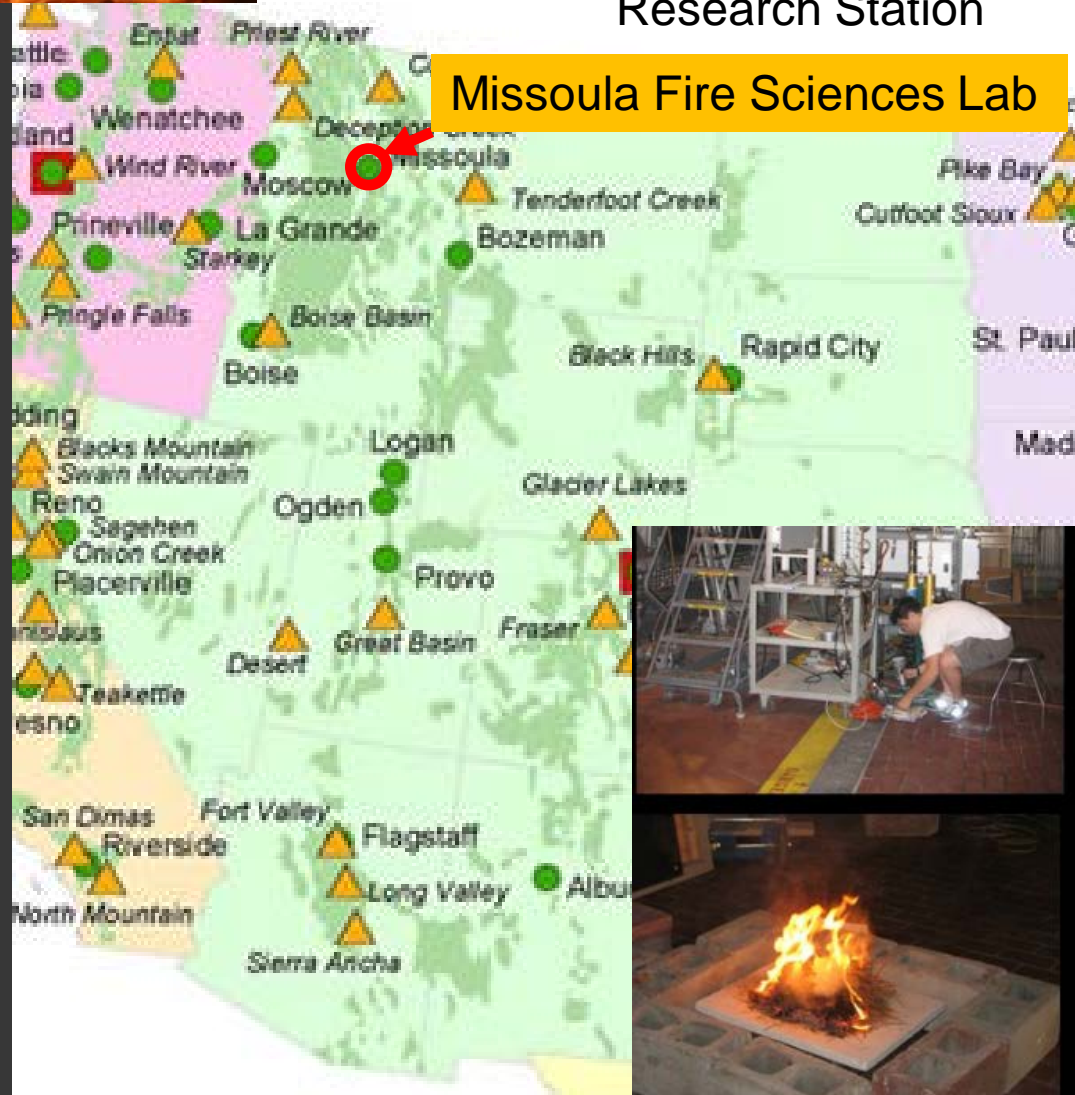 Research Station
Missoula Fire Sciences Lab
Entiat
Priest River
Wenatchee
Wind River
Moscow
Tenderfoot Creek
Pike Bay
Cutfoot Sioux
Prineville
La Grande
Bozeman
Starkey
Pringle Falls
Boise Basin
Boise
Black Hills
Rapid City
St. Paul
Blacks Mountain
Swain Mountain
Logan
Glacier Lakes
Reno
Ogden
Sagehen
Onion Creek
Placerville
Provo
Great Basin
Fraser
Desert
Teakettle
San Dimas
Fort Valley
Riverside
Flagstaff
Long Valley
North Mountain
Sierra Ancha